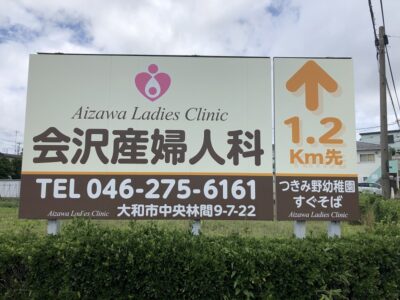 Aizawa Ladies Clinic
会沢産婦人科
TEL 046-275-6161
Aizawa Ladies Clinic
大和市中央林間9-7-22
1.2
Km先
つきみ野幼稚園
すぐそば
Aizawa Ladies Clinic